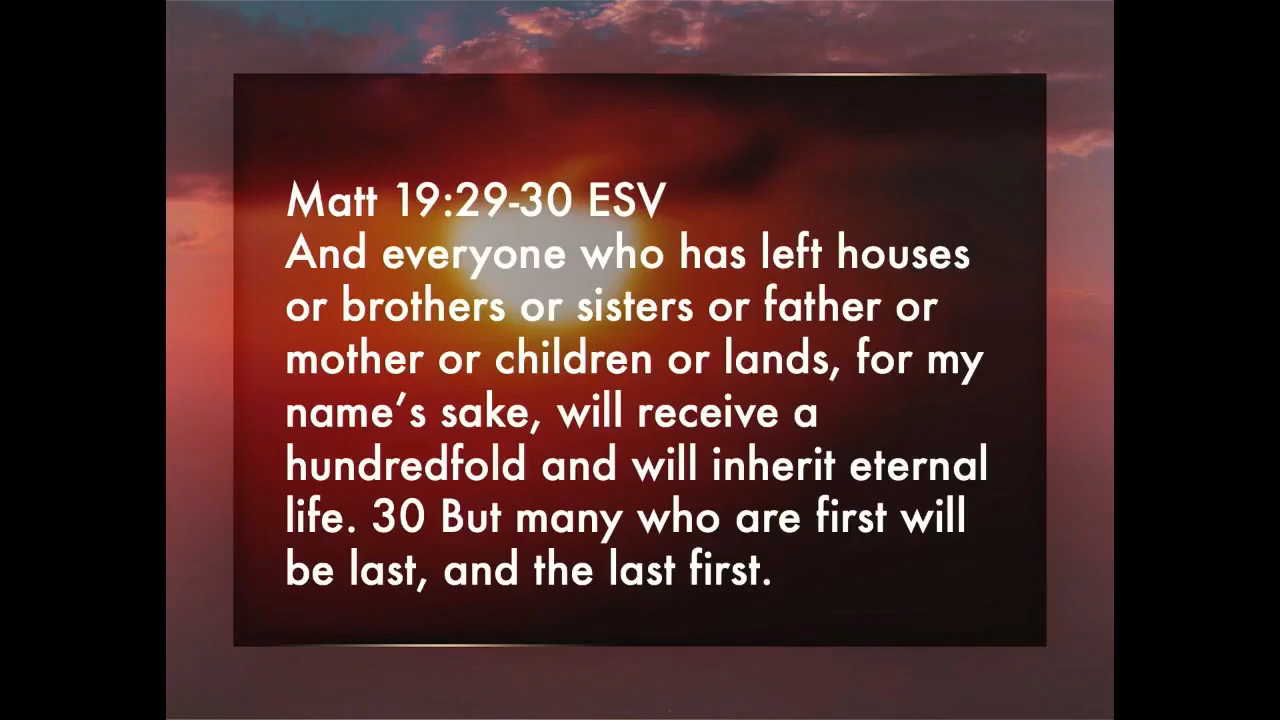 Matt 19:29-30 ESV
And everyone who has left houses
or brothers or sisters or father or
mother or children or lands, for my
name’s sake, will receive a
hundredfold and will inherit eternal
life. 30 But many who are first will
be last, and the last first.